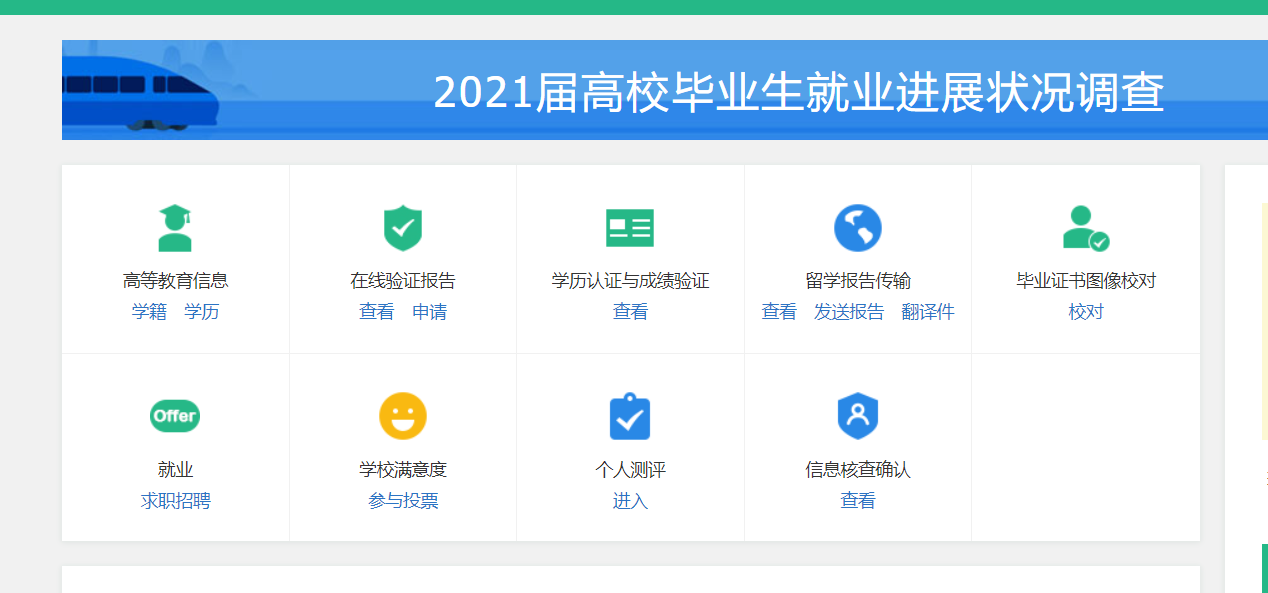 2021届高校毕业生就业进展状况调查
高等教育信息
学籍 学历
在线验证报告
查看 申请
学历认证与成绩验证
查看
留学报告传输
查看 发送报告 翻译件
毕业证书图像校对
校对
Offer
就业
求职招聘
学校满意度
参与投票
个人测评
进入
信息核查确认
查看